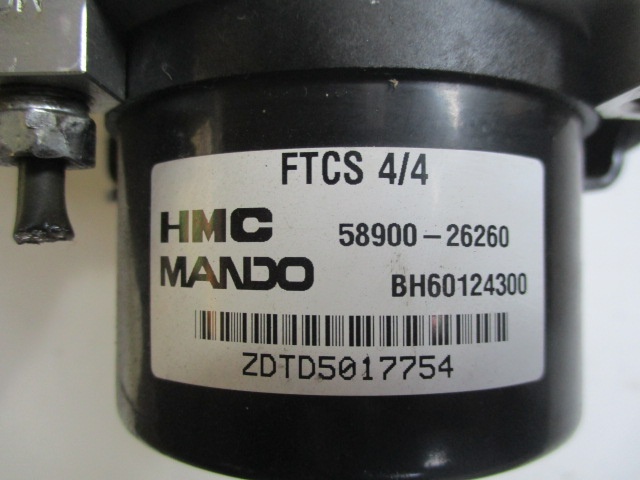 FTCS 4/4
HMC 58900-26260
MANDO BH60124300
ZDTD5017754